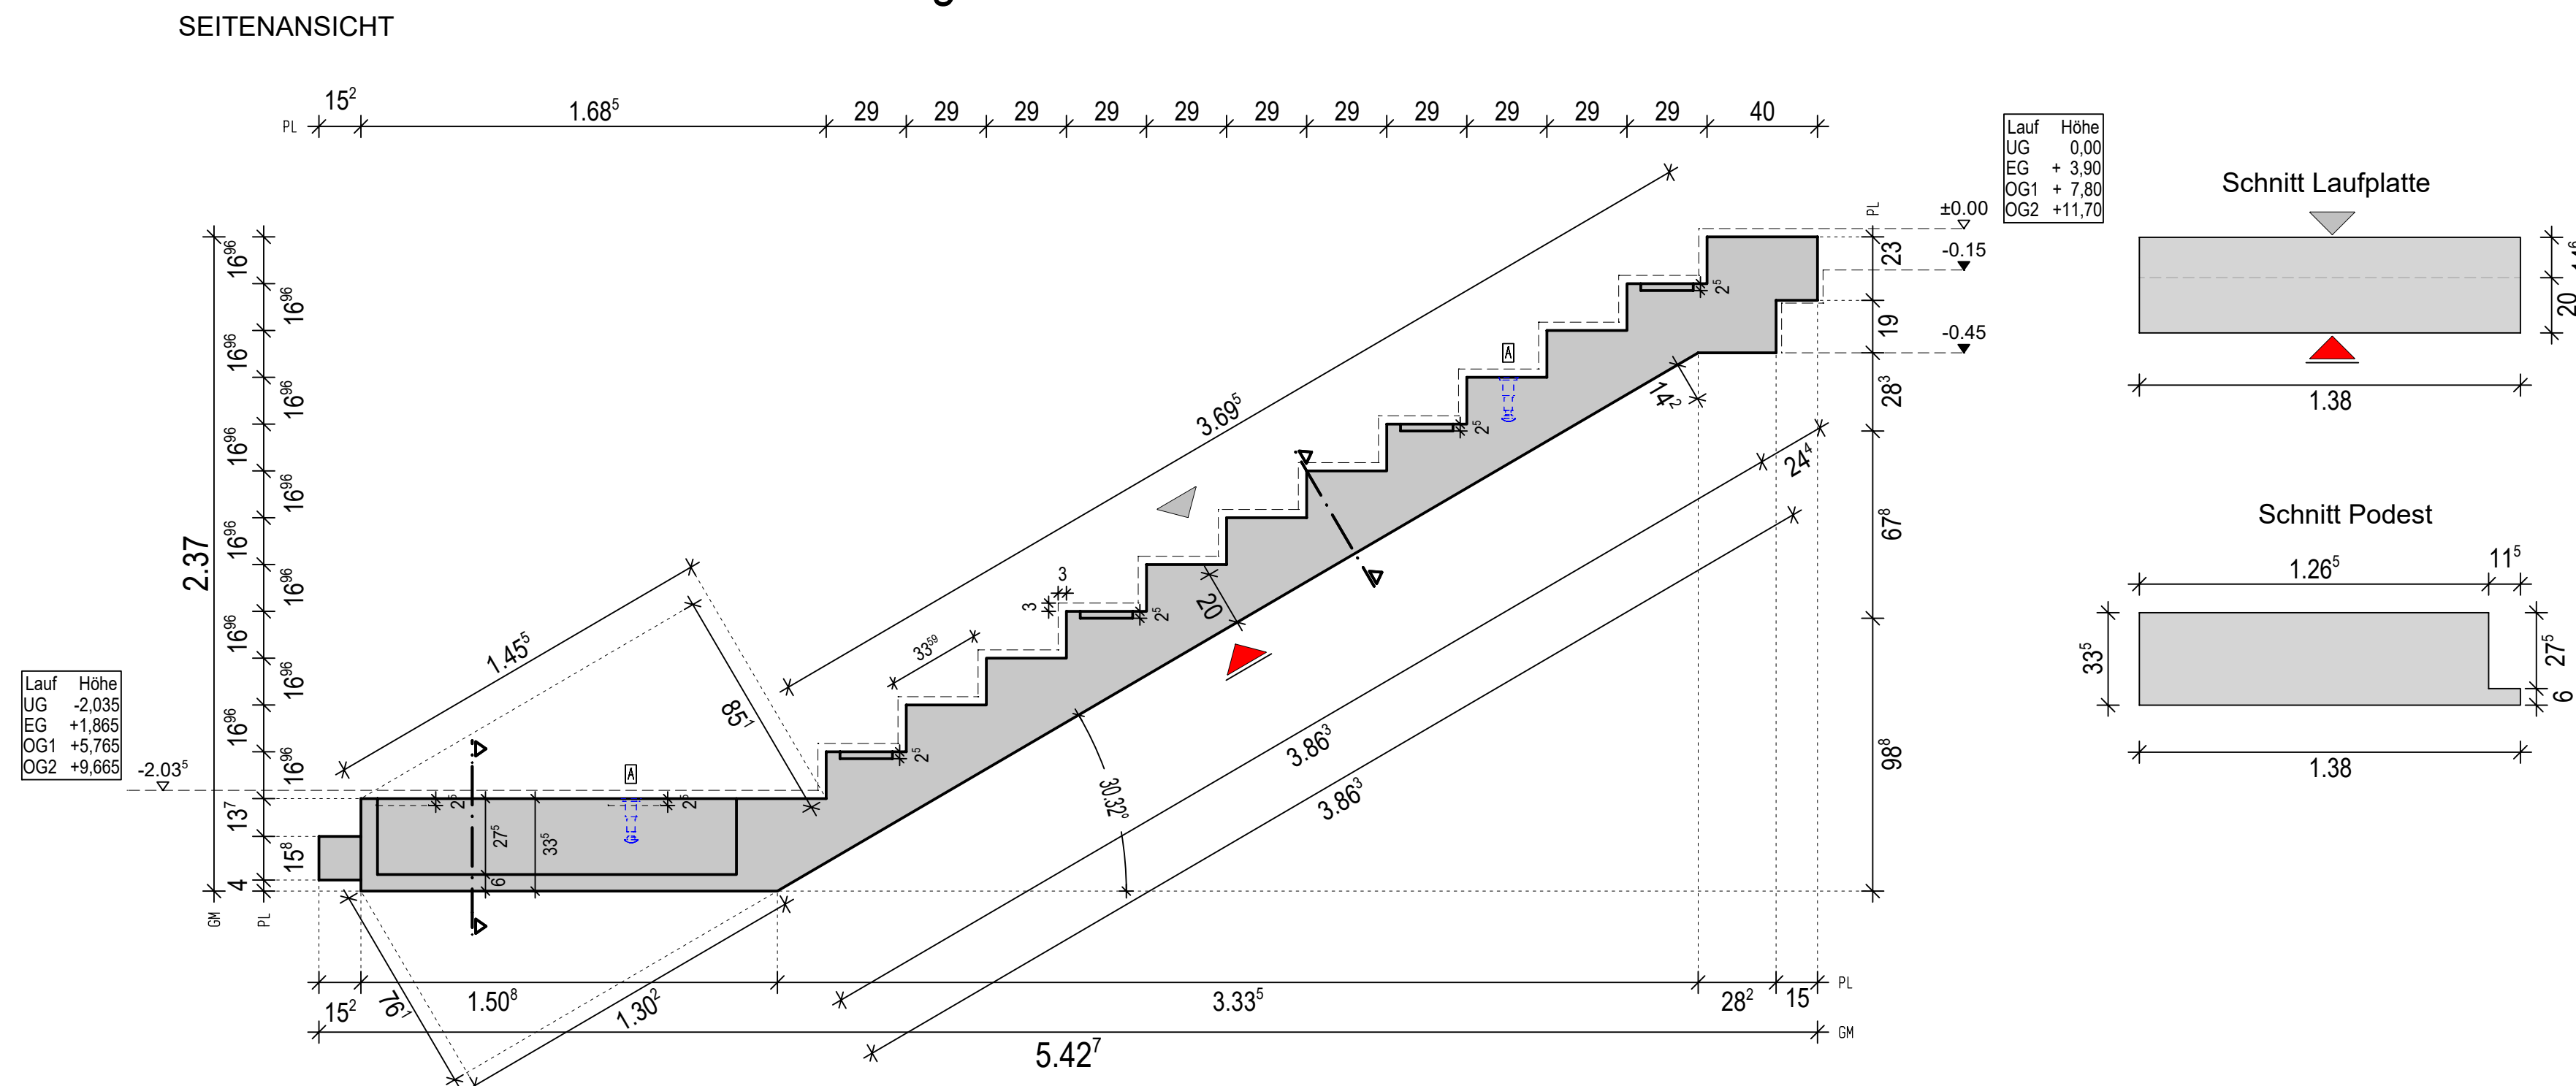 SEITENANSICHT
PL 15² 1.68⁵ 29 29 29 29 29 29 29 29 29 29 29 40
Lauf Höhe
UG 0,00
EG + 3,90
OG1 + 7,80
OG2 +11,70
±0.00
-0.15
-0.45
PL
23
19
28³
67⁸
98⁸
2.37
16⁹⁶
16⁹⁶
16⁹⁶
16⁹⁶
16⁹⁶
16⁹⁶
16⁹⁶
16⁹⁶
16⁹⁶
16⁹⁶
16⁹⁶
16⁹⁶
13⁷
15⁸
4
GM
PL
Lauf Höhe
UG -2,035
EG +1,865
OG1 +5,765
OG2 +9,665
-2.03⁵
1.45⁵
85¹
3.69⁵
33⁵⁹
3
3
2⁵
2⁵
2⁵
2⁵
2⁵
2⁵
A
A
27⁵
33⁵
6
20
14²
24⁴
30.32°
3.86³
3.86³
76¹
1.30²
15² 1.50⁸ 3.33⁵ 28² 15 PL
5.42⁷ GM
Schnitt Laufplatte
20
1.38
Schnitt Podest
1.26⁵ 11⁵
33⁵
27⁵
6
1.38